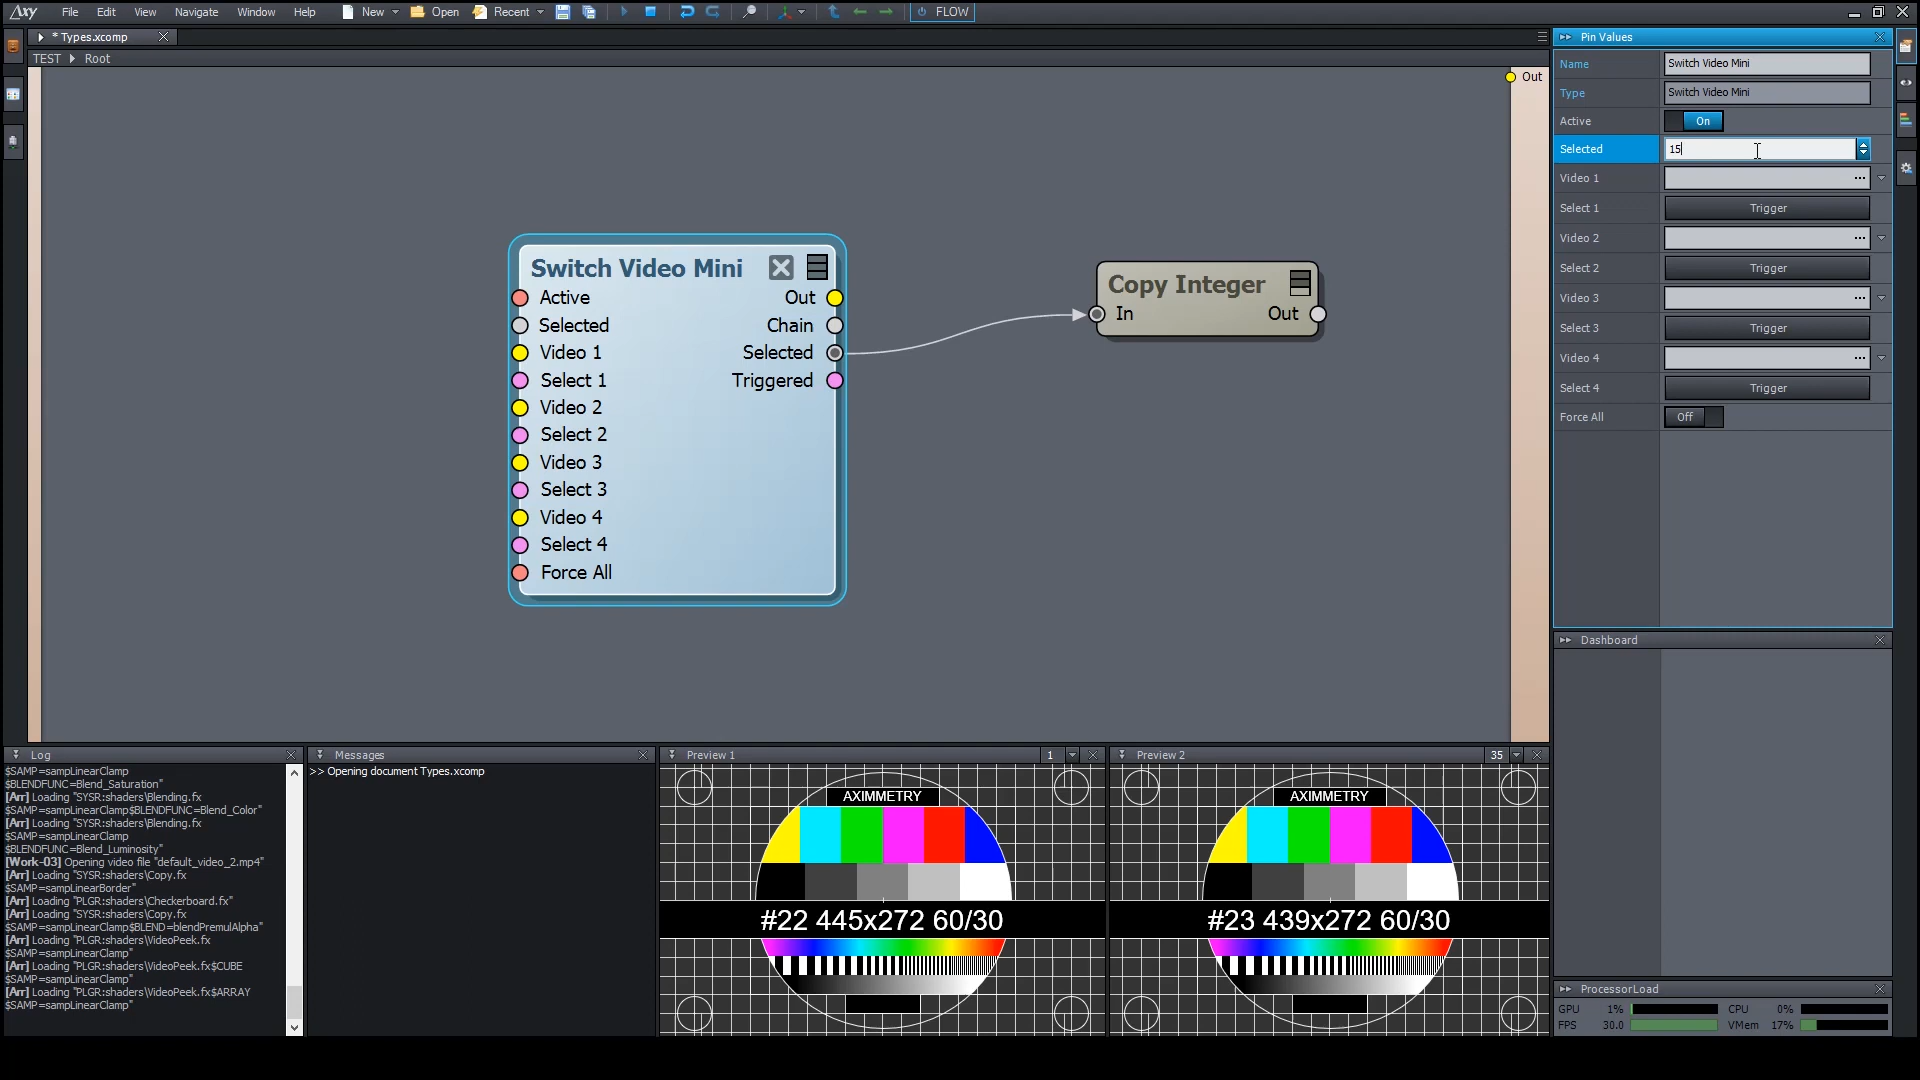 Axy File Edit View Navigate Window Help New Open Recent FLOW
* Types.xcomp
TEST Root
Out
Switch Video Mini
Active Out
Selected Chain
Video 1 Selected
Select 1 Triggered
Video 2
Select 2
Video 3
Select 3
Video 4
Select 4
Force All
Copy Integer
In Out
Pin Values
Name Switch Video Mini
Type Switch Video Mini
Active On
Selected 15
Video 1 ...
Select 1 Trigger
Video 2 ...
Select 2 Trigger
Video 3 ...
Select 3 Trigger
Video 4 ...
Select 4 Trigger
Force All Off
Dashboard
Log
$SAMP=sampLinearClamp
$BLENDFUNC=Blend_Saturation"
[Arr] Loading "SYSR:shaders\Blending.fx
$SAMP=sampLinearClamp$BLENDFUNC=Blend_Color"
[Arr] Loading "SYSR:shaders\Blending.fx
$SAMP=sampLinearClamp
$BLENDFUNC=Blend_Luminosity"
[Work-03] Opening video file "default_video_2.mp4"
[Arr] Loading "SYSR:shaders\Copy.fx
$SAMP=sampLinearBorder"
[Arr] Loading "PLGR:shaders\Checkerboard.fx"
[Arr] Loading "SYSR:shaders\Copy.fx
$SAMP=sampLinearClamp$BLEND=blendPremulAlpha"
[Arr] Loading "PLGR:shaders\VideoPeek.fx
$SAMP=sampLinearClamp"
[Arr] Loading "PLGR:shaders\VideoPeek.fx$CUBE
$SAMP=sampLinearClamp"
[Arr] Loading "PLGR:shaders\VideoPeek.fx$ARRAY
$SAMP=sampLinearClamp"
Messages
>> Opening document Types.xcomp
Preview 1 1
AXIMMETRY
#22 445x272 60/30
Preview 2 35
AXIMMETRY
#23 439x272 60/30
ProcessorLoad
GPU 1% CPU 0%
FPS 30.0 VMem 17%